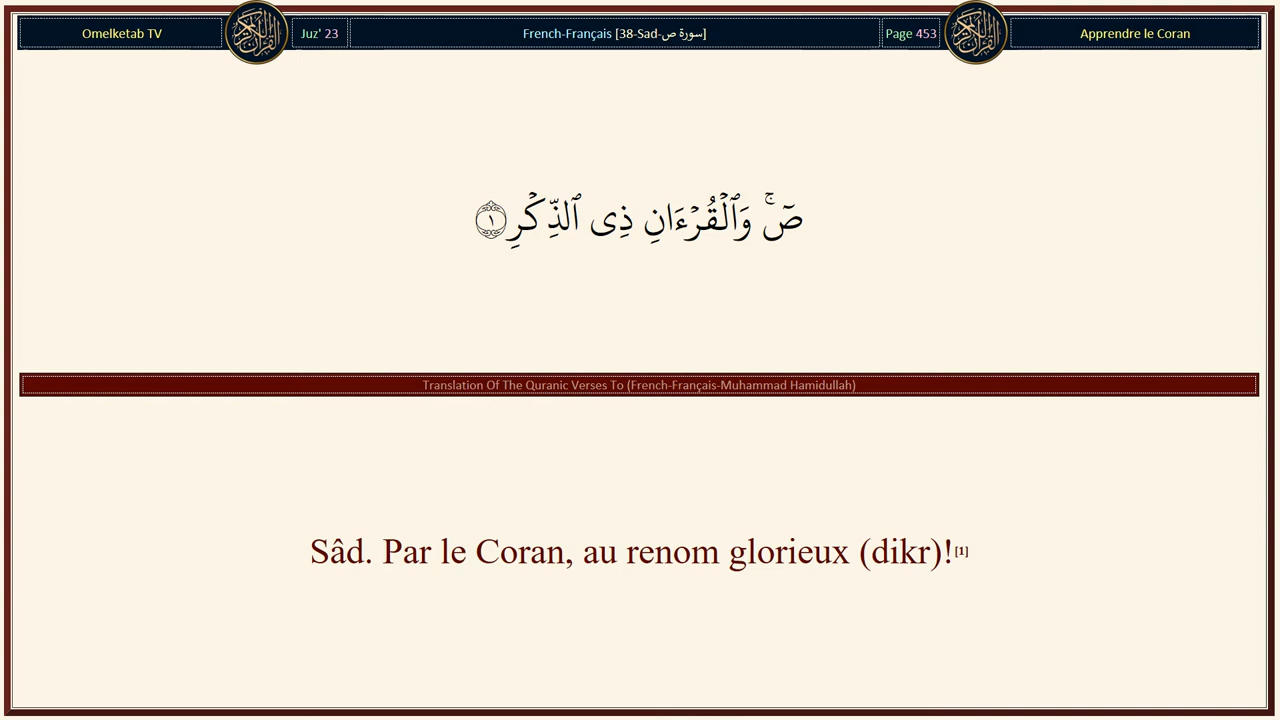 Omelketab TV
Juz' 23
French-Français [38-Sad-سورة ص]
Page 453
Apprendre le Coran
صٓ ۚ وَٱلْقُرْءَانِ ذِى ٱلذِّكْرِ ١
Translation Of The Quranic Verses To (French-Français-Muhammad Hamidullah)
Sâd. Par le Coran, au renom glorieux (dikr)![1]